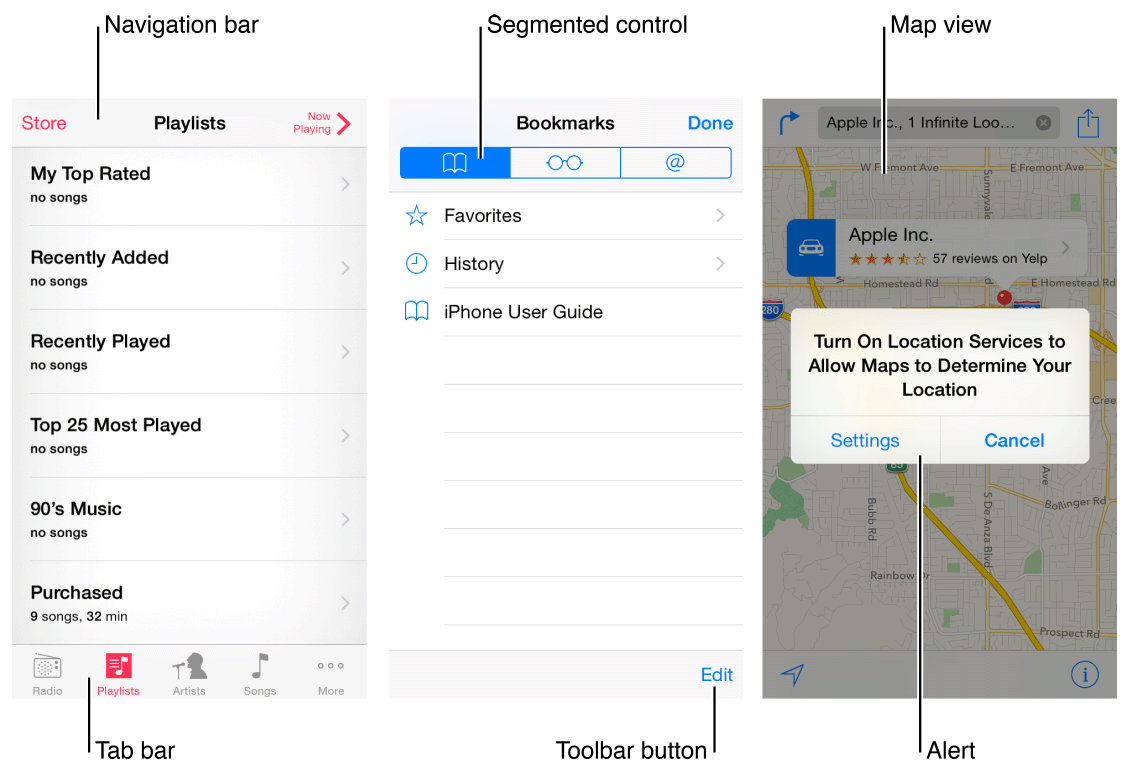 Navigation bar
Segmented control
Map view
Store
Playlists
Now
Playing
My Top Rated
no songs
Recently Added
no songs
Recently Played
no songs
Top 25 Most Played
no songs
90's Music
no songs
Purchased
9 songs, 32 min
Radio
Playlists
Artists
Songs
More
Tab bar
Bookmarks
Done
@
Favorites
History
iPhone User Guide
Edit
Toolbar button
Apple Inc., 1 Infinite Loo…
W Fremont Ave
E Fremont Ave
Sunnyvale
Apple Inc.
57 reviews on Yelp
Homestead Rd
E Homestead Rd
280
280
Turn On Location Services to
Allow Maps to Determine Your
Location
Settings
Cancel
85
Ave
Bollinger Rd
Bubb Rd
S De Anza Blvd
Prospect Rd
i
Alert